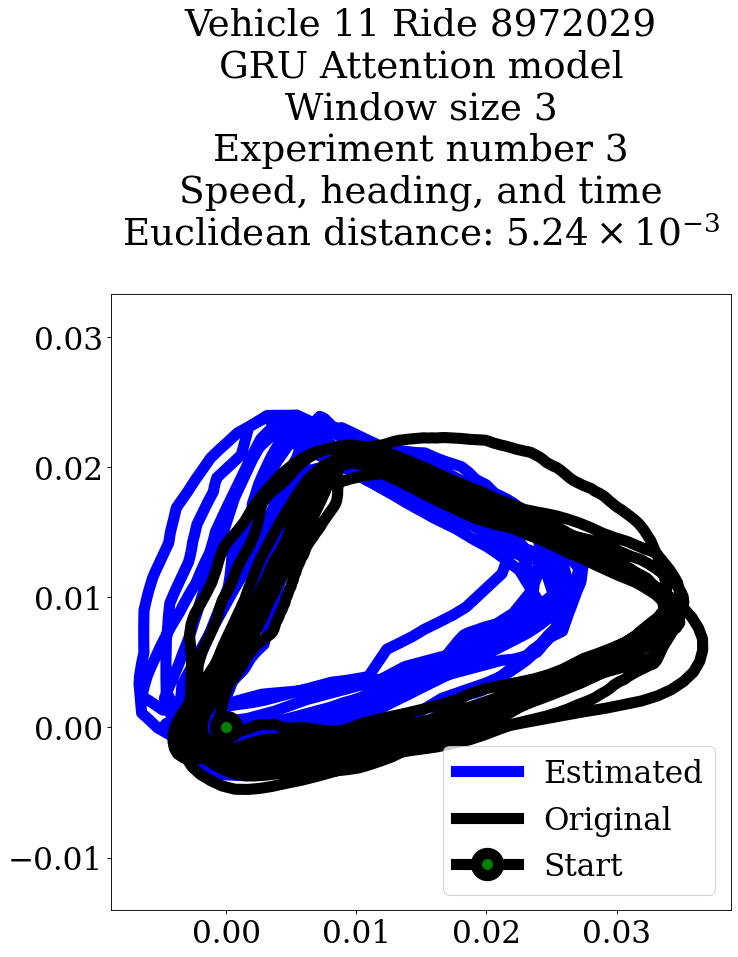 Vehicle 11 Ride 8972029
GRU Attention model
Window size 3
Experiment number 3
Speed, heading, and time
Euclidean distance: 5.24 × 10⁻³
0.03
0.02
0.01
0.00
−0.01
Estimated
Original
Start
0.00 0.01 0.02 0.03